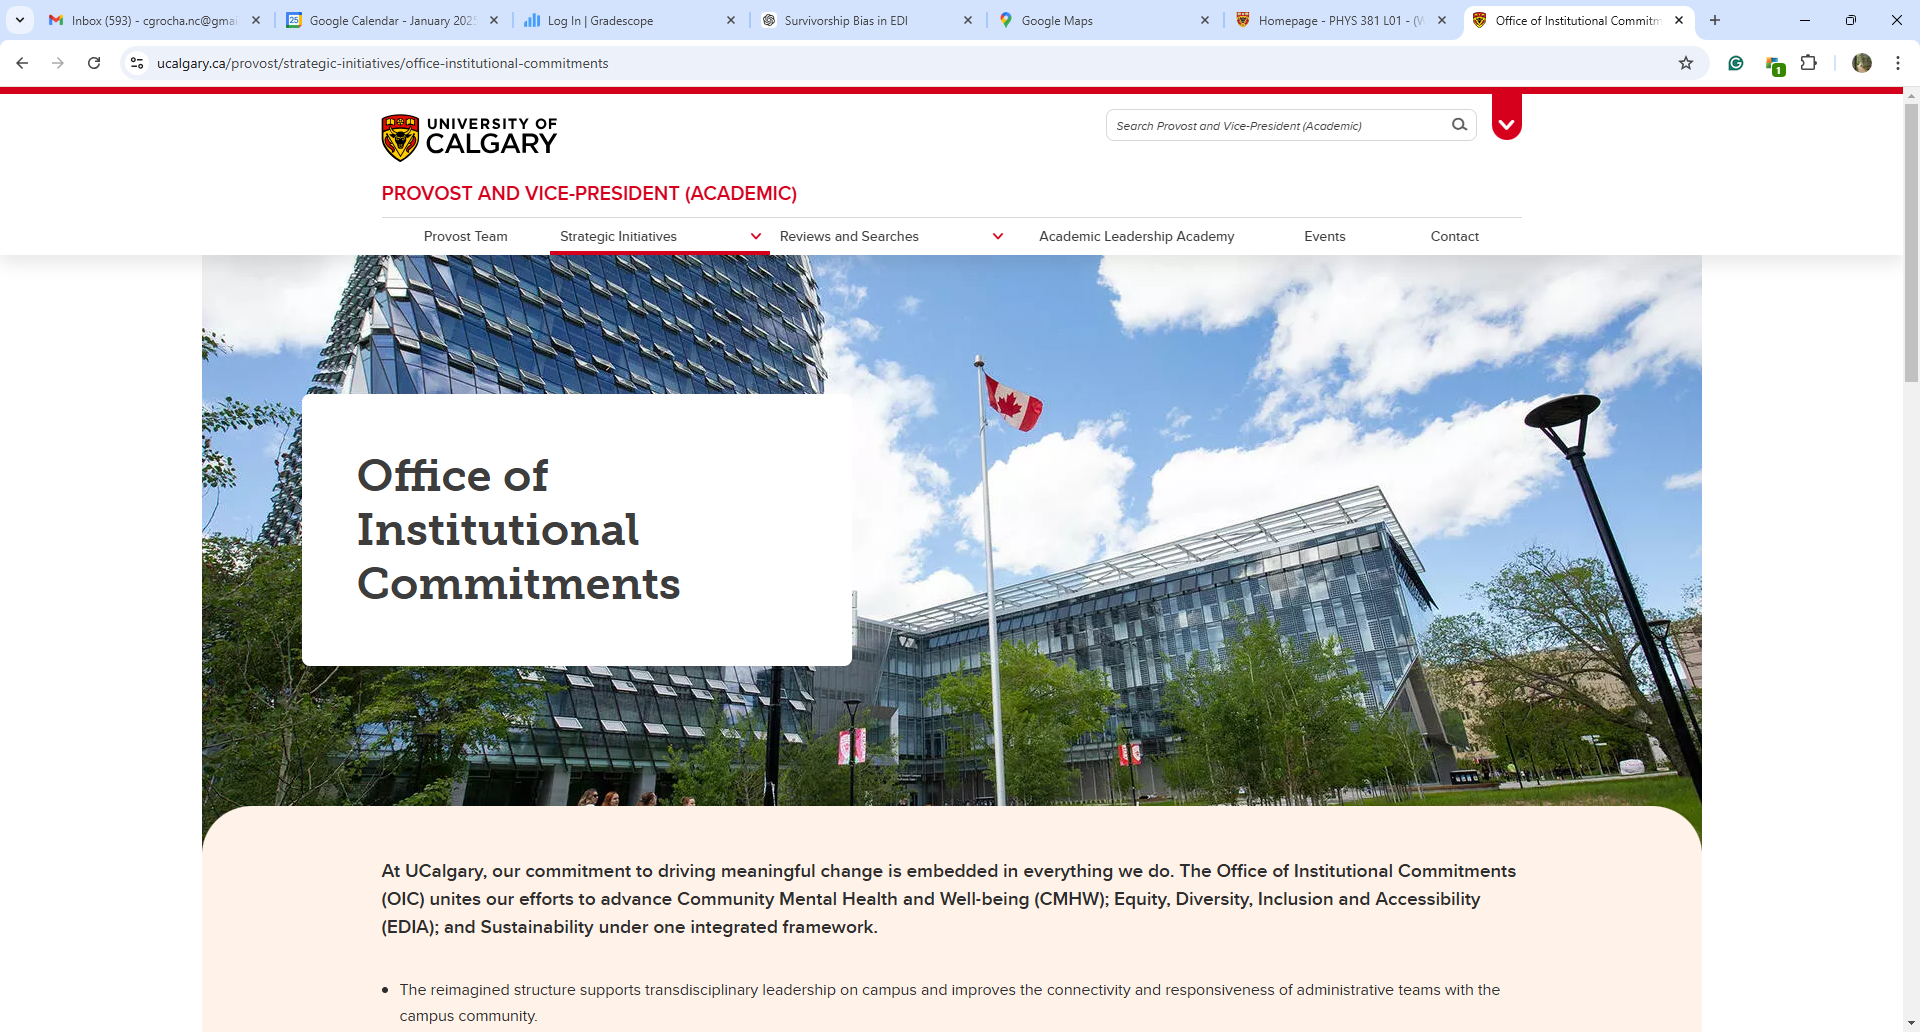 Inbox (593) - cgrocha.nc@gmai
Google Calendar - January 2025
Log In | Gradescope
Survivorship Bias in EDI
Google Maps
Homepage - PHYS 381 L01 - (W
Office of Institutional Commitm
ucalgary.ca/provost/strategic-initiatives/office-institutional-commitments
1
UNIVERSITY OF
CALGARY
Search Provost and Vice-President (Academic)
PROVOST AND VICE-PRESIDENT (ACADEMIC)
Provost Team Strategic Initiatives Reviews and Searches Academic Leadership Academy Events Contact
Office of
Institutional
Commitments
At UCalgary, our commitment to driving meaningful change is embedded in everything we do. The Office of Institutional Commitments
(OIC) unites our efforts to advance Community Mental Health and Well-being (CMHW); Equity, Diversity, Inclusion and Accessibility
(EDIA); and Sustainability under one integrated framework.
• The reimagined structure supports transdisciplinary leadership on campus and improves the connectivity and responsiveness of administrative teams with the
campus community.